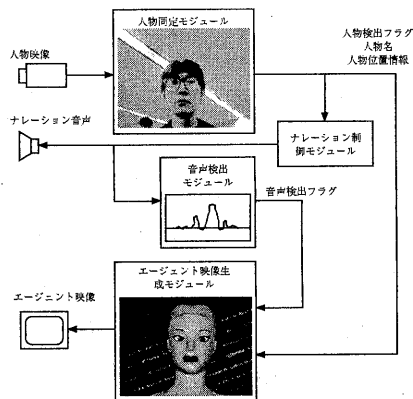 人物同定モジュール
人物映像
人物検出フラグ
人物名
人物位置情報
ナレーション音声
ナレーション制
御モジュール
音声検出
モジュール
音声検出フラグ
エージェント映像生
成モジュール
エージェント映像